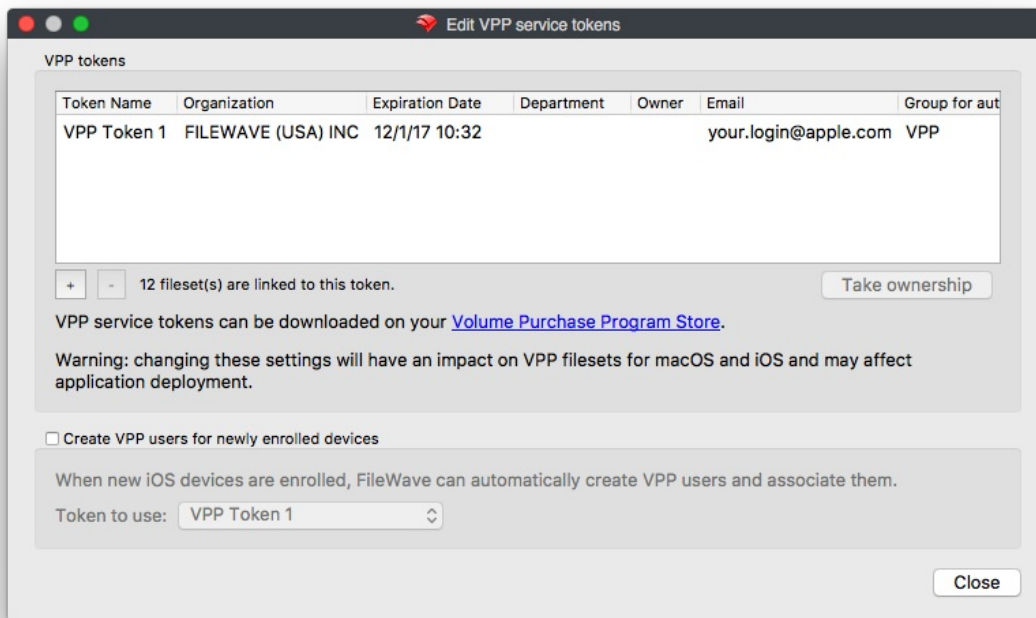 Edit VPP service tokens
VPP tokens
Token Name Organization Expiration Date Department Owner Email Group for aut
VPP Token 1 FILEWAVE (USA) INC 12/1/17 10:32 your.login@apple.com VPP
+ - 12 fileset(s) are linked to this token. Take ownership
VPP service tokens can be downloaded on your Volume Purchase Program Store.
Warning: changing these settings will have an impact on VPP filesets for macOS and iOS and may affect
application deployment.
Create VPP users for newly enrolled devices
When new iOS devices are enrolled, FileWave can automatically create VPP users and associate them.
Token to use: VPP Token 1
Close